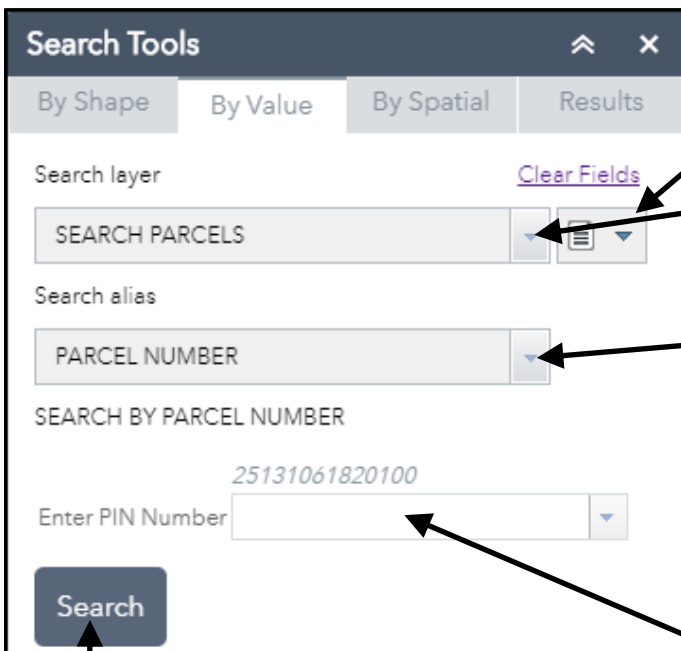 Search Tools
By Shape By Value By Spatial Results
Search layer Clear Fields
SEARCH PARCELS
Search alias
PARCEL NUMBER
SEARCH BY PARCEL NUMBER
25131061820100
Enter PIN Number
Search